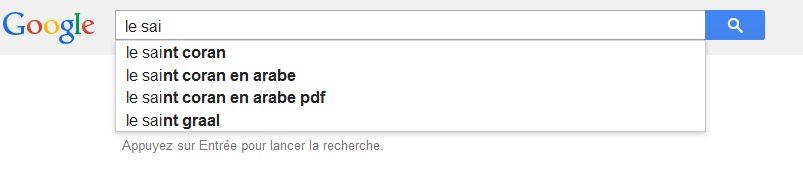 Google le sai
le saint coran
le saint coran en arabe
le saint coran en arabe pdf
le saint graal
Appuyez sur Entrée pour lancer la recherche.